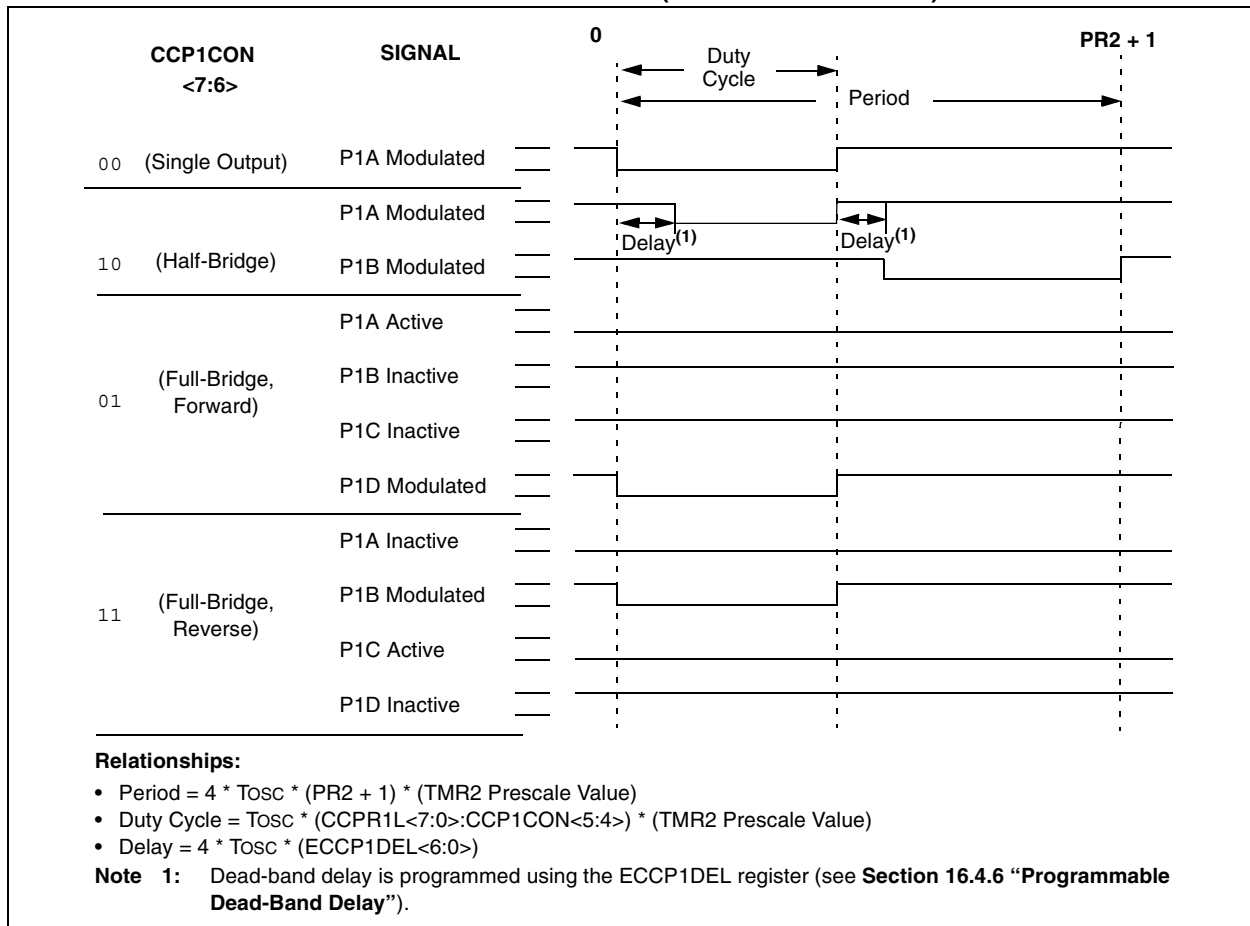 0
PR2 + 1
CCP1CON
<7:6>
SIGNAL
Duty
Cycle
Period
00 (Single Output) P1A Modulated
P1A Modulated
Delay(1) Delay(1)
10 (Half-Bridge) P1B Modulated
P1A Active
P1B Inactive
01 (Full-Bridge,
Forward)
P1C Inactive
P1D Modulated
P1A Inactive
P1B Modulated
11 (Full-Bridge,
Reverse)
P1C Active
P1D Inactive
Relationships:
• Period = 4 * TOSC * (PR2 + 1) * (TMR2 Prescale Value)
• Duty Cycle = TOSC * (CCPR1L<7:0>:CCP1CON<5:4>) * (TMR2 Prescale Value)
• Delay = 4 * TOSC * (ECCP1DEL<6:0>)
Note 1: Dead-band delay is programmed using the ECCP1DEL register (see Section 16.4.6 “Programmable
Dead-Band Delay”).